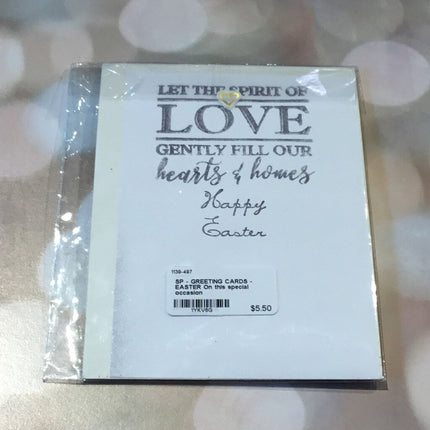 LET THE SPIRIT OF
LOVE
GENTLY FILL OUR
hearts & homes
Happy
Easter
1139-497
SP - GREETING CARDS -
EASTER On this special
occasion
1YKV6G
$5.50